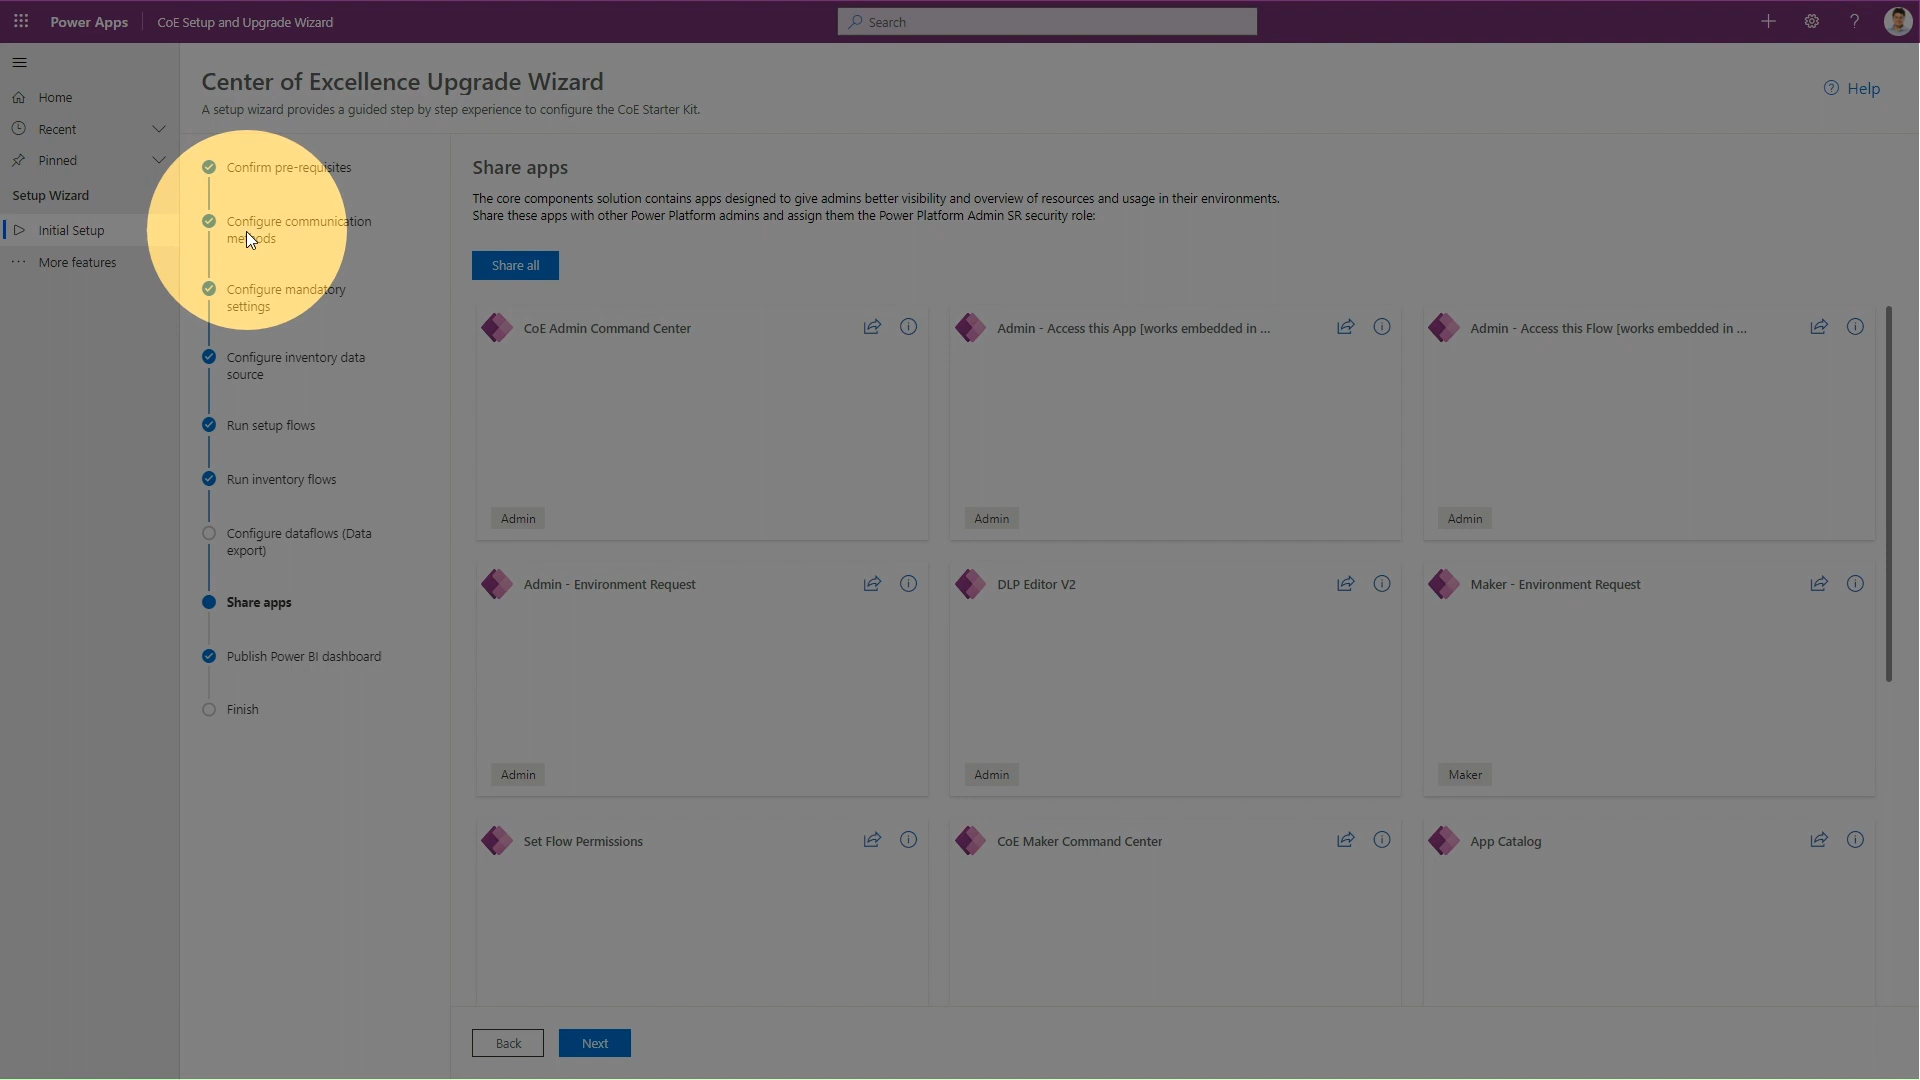 Power Apps
CoE Setup and Upgrade Wizard
Search
Home
Recent
Pinned
Setup Wizard
Initial Setup
More features
Center of Excellence Upgrade Wizard
A setup wizard provides a guided step by step experience to configure the CoE Starter Kit.
Help
Confirm pre-requisites
Configure communication
Configure mandatory
settings
Configure inventory data
source
Run setup flows
Run inventory flows
Configure dataflows (Data
export)
Share apps
Publish Power BI dashboard
Finish
Share apps
The core components solution contains apps designed to give admins better visibility and overview of resources and usage in their environments.
Share these apps with other Power Platform admins and assign them the Power Platform Admin SR security role:
Share all
CoE Admin Command Center
Admin
Admin - Access this App [works embedded in ...
Admin
Admin - Access this Flow [works embedded in ...
Admin
Admin - Environment Request
Admin
DLP Editor V2
Admin
Maker - Environment Request
Maker
Set Flow Permissions
CoE Maker Command Center
App Catalog
Back
Next